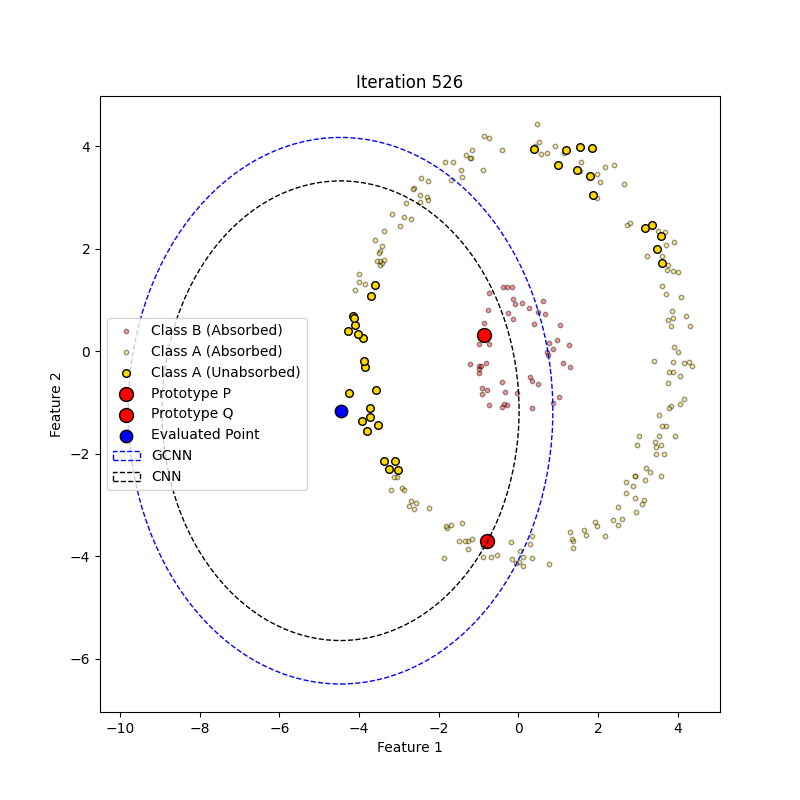 Iteration 526
4
2
0
−2
−4
−6
Feature 2
Class B (Absorbed)
Class A (Absorbed)
Class A (Unabsorbed)
Prototype P
Prototype Q
Evaluated Point
GCNN
CNN
−10 −8 −6 −4 −2 0 2 4
Feature 1